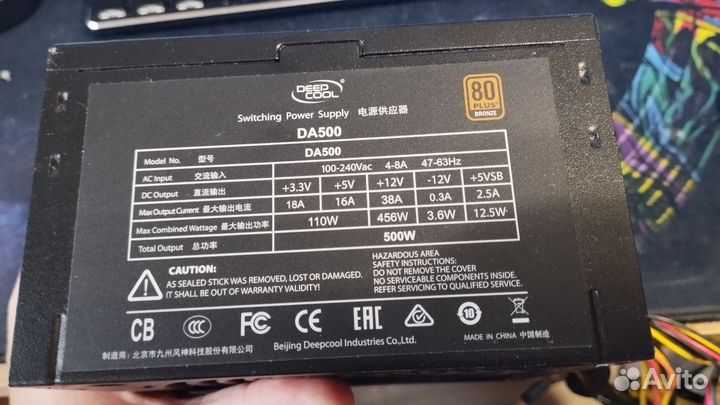 DEEP
COOL
80
PLUS
BRONZE
Switching Power Supply 电源供应器
DA500
Model No. 型号 DA500
AC Input 交流输入 100-240Vac 4-8A 47-63Hz
DC Output 直流输出 +3.3V +5V +12V -12V +5VSB
Max Output Current 最大输出电流 18A 16A 38A 0.3A 2.5A
Max Combined Wattage 最大输出功率 110W 456W 3.6W 12.5W
Total Output 总功率 500W
CAUTION:
AS SEALED STICK WAS REMOVED, LOST OR DAMAGED.
IT SHALL BE OUT OF WARRANTY VALIDITY!
HAZARDOUS AREA
SAFETY INSTRUCTIONS:
DO NOT REMOVE THE COVER
NO SERVICEABLE COMPONENTS INSIDE.
REFER SERVICING TO QUALIFIED SERVICE.
CB CCC FC CE EAC 10 MADE IN CHINA 中国制造
制造商：北京市九州风神科技股份有限公司 Beijing Deepcool Industries Co.,Ltd.
Avito